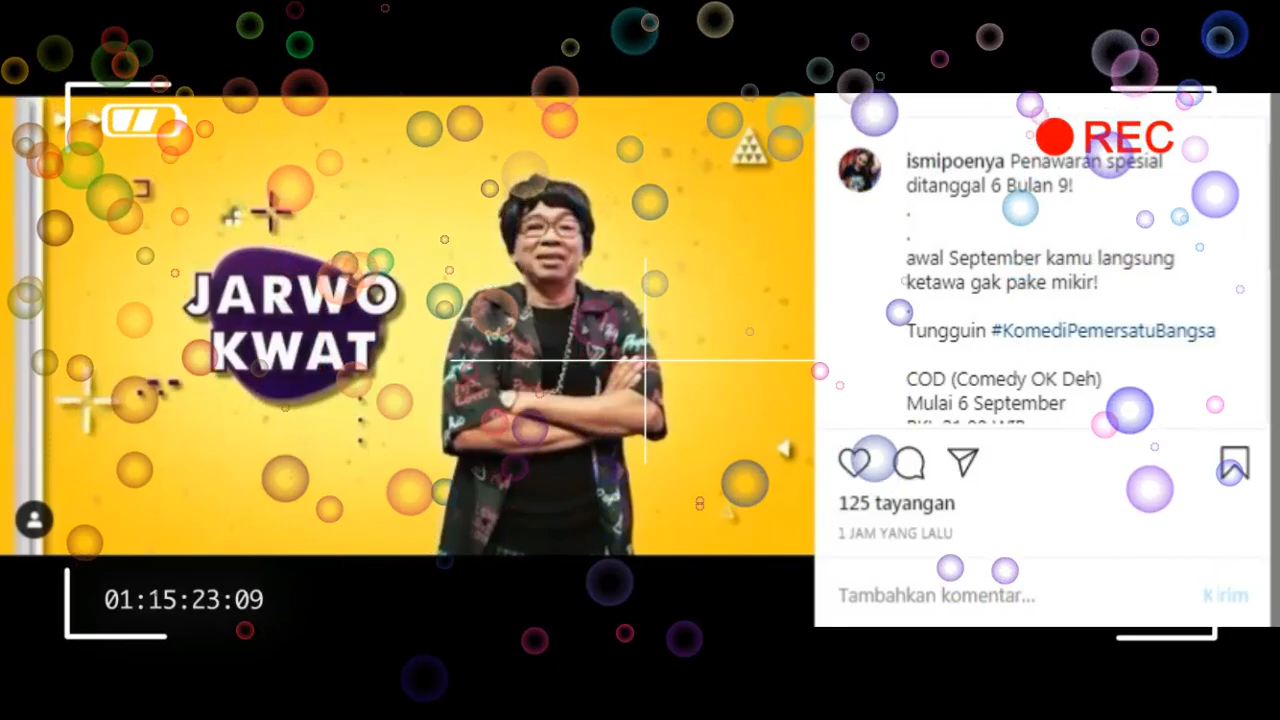 JARWO
KWAT
REC
ismipoenya Penawaran spesial
ditanggal 6 Bulan 9!
.
.
awal September kamu langsung
ketawa gak pake mikir!
.
Tungguin #KomediPemersatuBangsa
COD (Comedy OK Deh)
Mulai 6 September
125 tayangan
1 JAM YANG LALU
Tambahkan komentar...
Kirim
01:15:23:09